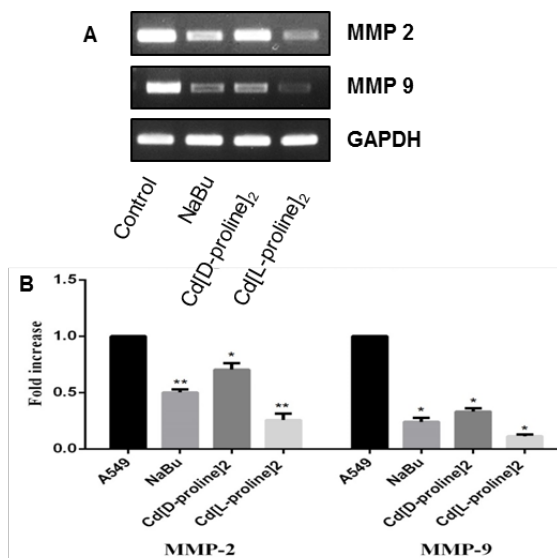 A
MMP 2
MMP 9
GAPDH
Control
NaBu
Cd[D-proline]2
Cd[L-proline]2
B
Fold increase
1.5
1.0
0.5
0.0
** * ** * * *
A549 NaBu Cd[D-proline]2 Cd[L-proline]2 A549 NaBu Cd[D-proline]2 Cd[L-proline]2
MMP-2 MMP-9